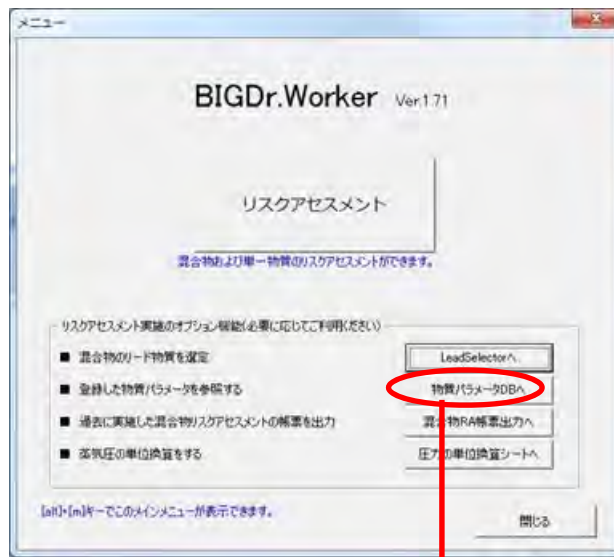 メニュー
BIGDr.Worker Ver.1.71
リスクアセスメント
混合物および単一物質のリスクアセスメントができます。
リスクアセスメント実施のオプション機能(必要に応じてご利用ください)
■ 混合物のリード物質を選定 LeadSelectorへ
■ 登録した物質パラメータを参照する 物質パラメータDBへ
■ 過去に実施した混合物リスクアセスメントの帳票を出力 混合物RA帳票出力へ
■ 蒸気圧の単位換算をする 圧力の単位換算シートへ
[alt]+[m]キーでこのメインメニューが表示できます。
閉じる